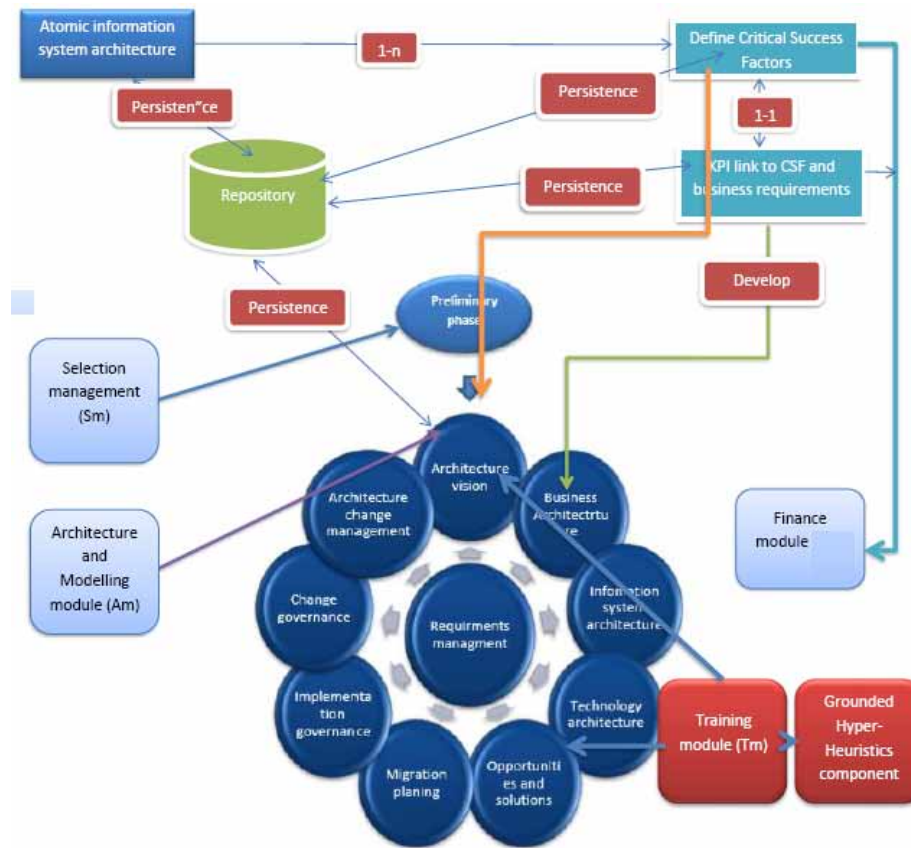 Atomic information
system architecture
1-n
Define Critical Success
Factors
Persisten"ce
Persistence
1-1
Repository
Persistence
KPI link to CSF and
business requirements
Persistence
Preliminary
phase
Develop
Selection
management
(Sm)
Architecture
vision
Architecture
change
management
Business
Architectrtu
re
Finance
module
Architecture
and
Modelling
module (Am)
Change
governance
Requirments
managment
Infomation
system
architecture
Implementa
tion
governance
Technology
architecture
Training
module (Tm)
Grounded
Hyper-
Heuristics
component
Migration
planing
Opportuniti
es and
solutions